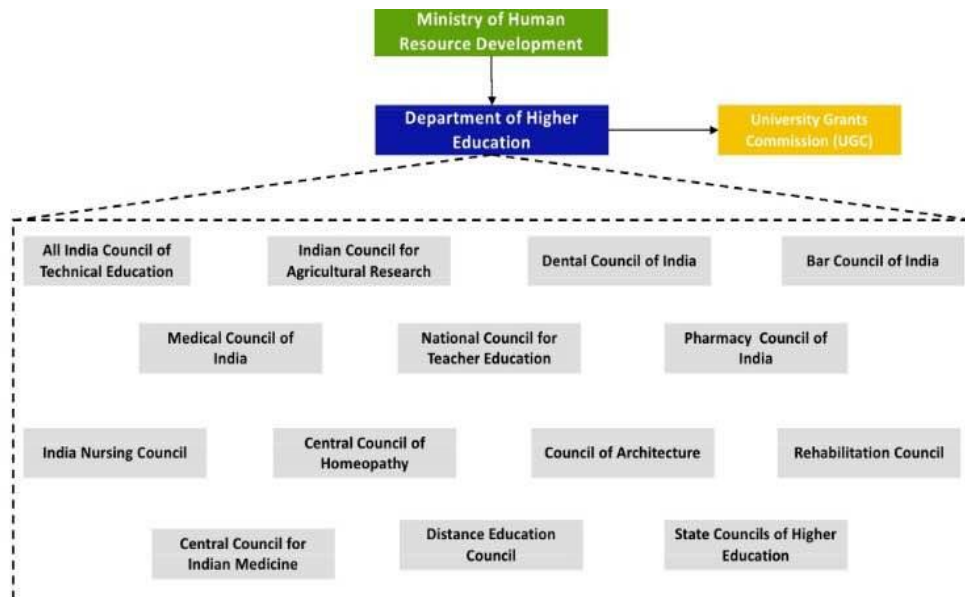 Ministry of Human
Resource Development
Department of Higher
Education
University Grants
Commission (UGC)
All India Council of
Technical Education
Indian Council for
Agricultural Research
Dental Council of India
Bar Council of India
Medical Council of
India
National Council for
Teacher Education
Pharmacy Council of
India
India Nursing Council
Central Council of
Homeopathy
Council of Architecture
Rehabilitation Council
Central Council for
Indian Medicine
Distance Education
Council
State Councils of Higher
Education